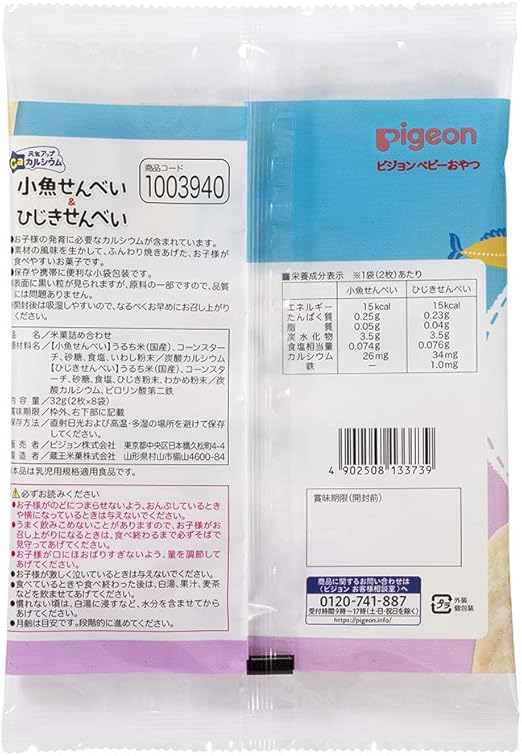 元気アップ
Caカルシウム
小魚せんべい
&
ひじきせんべい
商品コード
1003940
●お子様の発育に必要なカルシウムが含まれています。
●素材の風味を生かして、ふんわり焼きあげた、お子様が
食べやすいお菓子です。
●保存や携帯に便利な小袋包装です。
●表面に黒い粒が見られますが、原料の一部ですので、品質
には問題ありません。
●開封後は吸湿しやすいので、なるべくお早めにお召し上がり
ください。
品名/米菓詰め合わせ
原材料名/【小魚せんべい】うるち米(国産)、コーンスター
チ、砂糖、食塩、いわし粉末/炭酸カルシウム
【ひじきせんべい】うるち米(国産)、コーンスター
チ、砂糖、食塩、ひじき粉末、わかめ粉末/
炭酸カルシウム、ピロリン酸第二鉄
内容量/32g(2枚×8袋)
賞味期限/枠外、右下部に記載
保存方法/直射日光および高温・多湿の場所を避けて保存
してください。
販売者/ピジョン株式会社 東京都中央区日本橋久松町4-4
製造者/蔵王米菓株式会社 山形県村山市楯山4600-84
本品は乳児用規格適用食品です。
⚠必ずお読みください
●お子様がのどにつまらせないよう、おんぶしているとき
や横になっているときは与えないでください。
●うまく飲みこめないことがありますので、お子様がお
召し上がりになるときは、食べ終わるまで必ずそばで
見守ってあげてください。
●お子様が口にほおばりすぎないよう、量を調節して
あげてください。
●お子様が激しく泣いているときは与えないでください。
●食べているときや食べ終わった後は、白湯、果汁、麦茶
などを飲ませてあげてください。
●慣れない頃は、白湯に浸すなど、水分を含ませてから
あげてください。
●月齢は目安です。段階的に進めてください。
Pigeon
ピジョンベビーおやつ
■栄養成分表示 ※1袋(2枚)あたり
小魚せんべい ひじきせんべい
エネルギー 15kcal 15kcal
たんぱく質 0.25g 0.23g
脂質 0.05g 0.04g
炭水化物 3.5g 3.5g
食塩相当量 0.074g 0.076g
カルシウム 26mg 34mg
鉄 — 1.0mg
4 902508 133739
賞味期限(開封前)
商品に関するお問い合わせは
〈ピジョン お客様相談室〉へ
0120-741-887
受付時間9時〜17時(土・日・祝日を除く)
https://pigeon.info/
プラ
外装
個包装